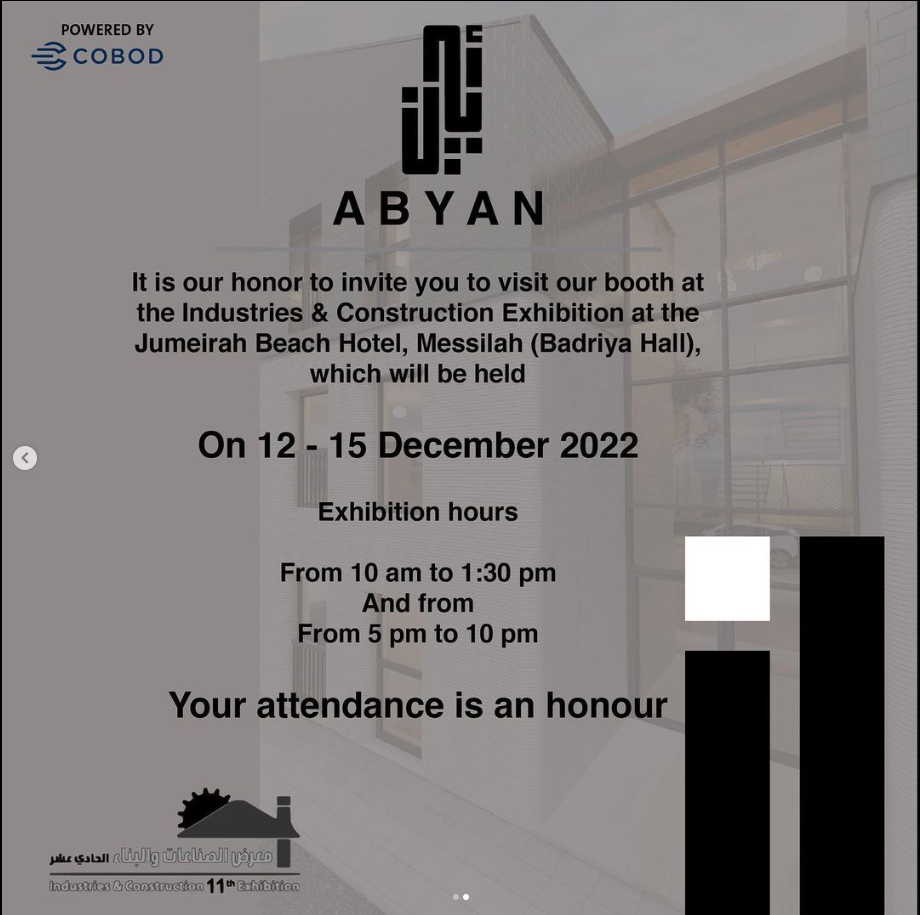 POWERED BY
COBOD
أبيان
ABYAN
It is our honor to invite you to visit our booth at
the Industries & Construction Exhibition at the
Jumeirah Beach Hotel, Messilah (Badriya Hall),
which will be held
On 12 - 15 December 2022
Exhibition hours
From 10 am to 1:30 pm
And from
From 5 pm to 10 pm
Your attendance is an honour
معرض الصناعات والبناء الحادي عشر
Industries & Construction 11th Exhibition